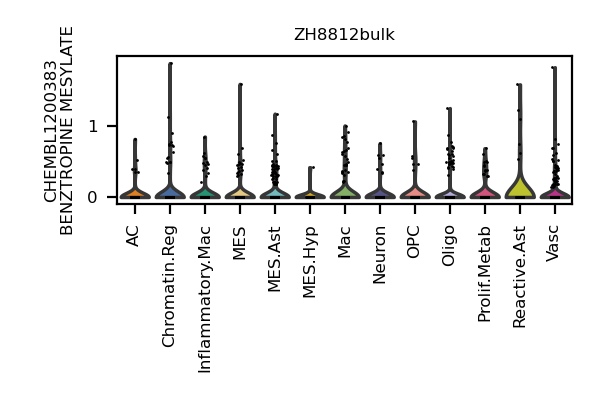 ZH8812bulk
CHEMBL1200383
BENZTROPINE MESYLATE
1
0
AC
Chromatin.Reg
Inflammatory.Mac
MES
MES.Ast
MES.Hyp
Mac
Neuron
OPC
Oligo
Prolif.Metab
Reactive.Ast
Vasc